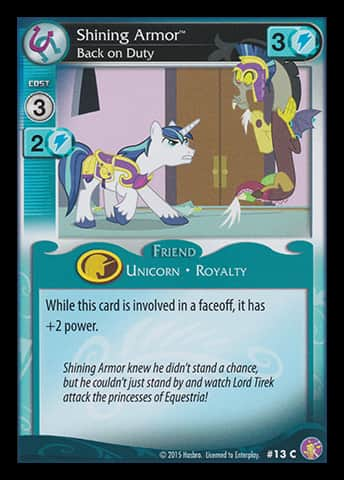 Shining Armor™
Back on Duty
3
COST
3
2
FRIEND
UNICORN • ROYALTY
While this card is involved in a faceoff, it has
+2 power.
Shining Armor knew he didn't stand a chance,
but he couldn't just stand by and watch Lord Tirek
attack the princesses of Equestria!
© 2015 Hasbro. Licensed to Enterplay.
#13 C